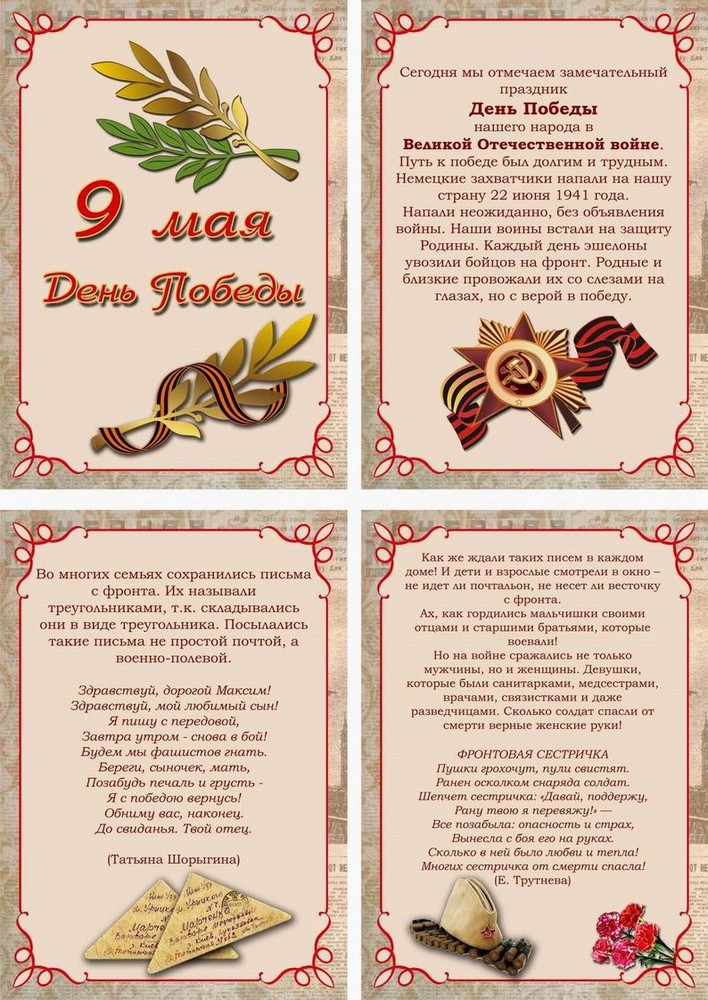 9 мая
День Победы
Сегодня мы отмечаем замечательный
праздник
День Победы
нашего народа в
Великой Отечественной войне.
Путь к победе был долгим и трудным.
Немецкие захватчики напали на нашу
страну 22 июня 1941 года.
Напали неожиданно, без объявления
войны. Наши воины встали на защиту
Родины. Каждый день эшелоны
увозили бойцов на фронт. Родные и
близкие провожали их со слезами на
глазах, но с верой в победу.
Во многих семьях сохранились письма
с фронта. Их называли
треугольниками, т.к. складывались
они в виде треугольника. Посылались
такие письма не простой почтой, а
военно-полевой.
Здравствуй, дорогой Максим!
Здравствуй, мой любимый сын!
Я пишу с передовой,
Завтра утром - снова в бой!
Будем мы фашистов гнать.
Береги, сыночек, мать,
Позабудь печаль и грусть -
Я с победою вернусь!
Обниму вас, наконец.
До свиданья. Твой отец.
(Татьяна Шорыгина)
Марченко
Марченко
Как же ждали таких писем в каждом
доме! И дети и взрослые смотрели в окно –
не идет ли почтальон, не несет ли весточку
с фронта.
Ах, как гордились мальчишки своими
отцами и старшими братьями, которые
воевали!
Но на войне сражались не только
мужчины, но и женщины. Девушки,
которые были санитарками, медсестрами,
врачами, связистками и даже
разведчицами. Сколько солдат спасли от
смерти верные женские руки!
ФРОНТОВАЯ СЕСТРИЧКА
Пушки грохочут, пули свистят.
Ранен осколком снаряда солдат.
Шепчет сестричка: «Давай, поддержу,
Рану твою я перевяжу!» —
Все позабыла: опасность и страх,
Вынесла с боя его на руках.
Сколько в ней было любви и тепла!
Многих сестричка от смерти спасла!
(Е. Трутнева)